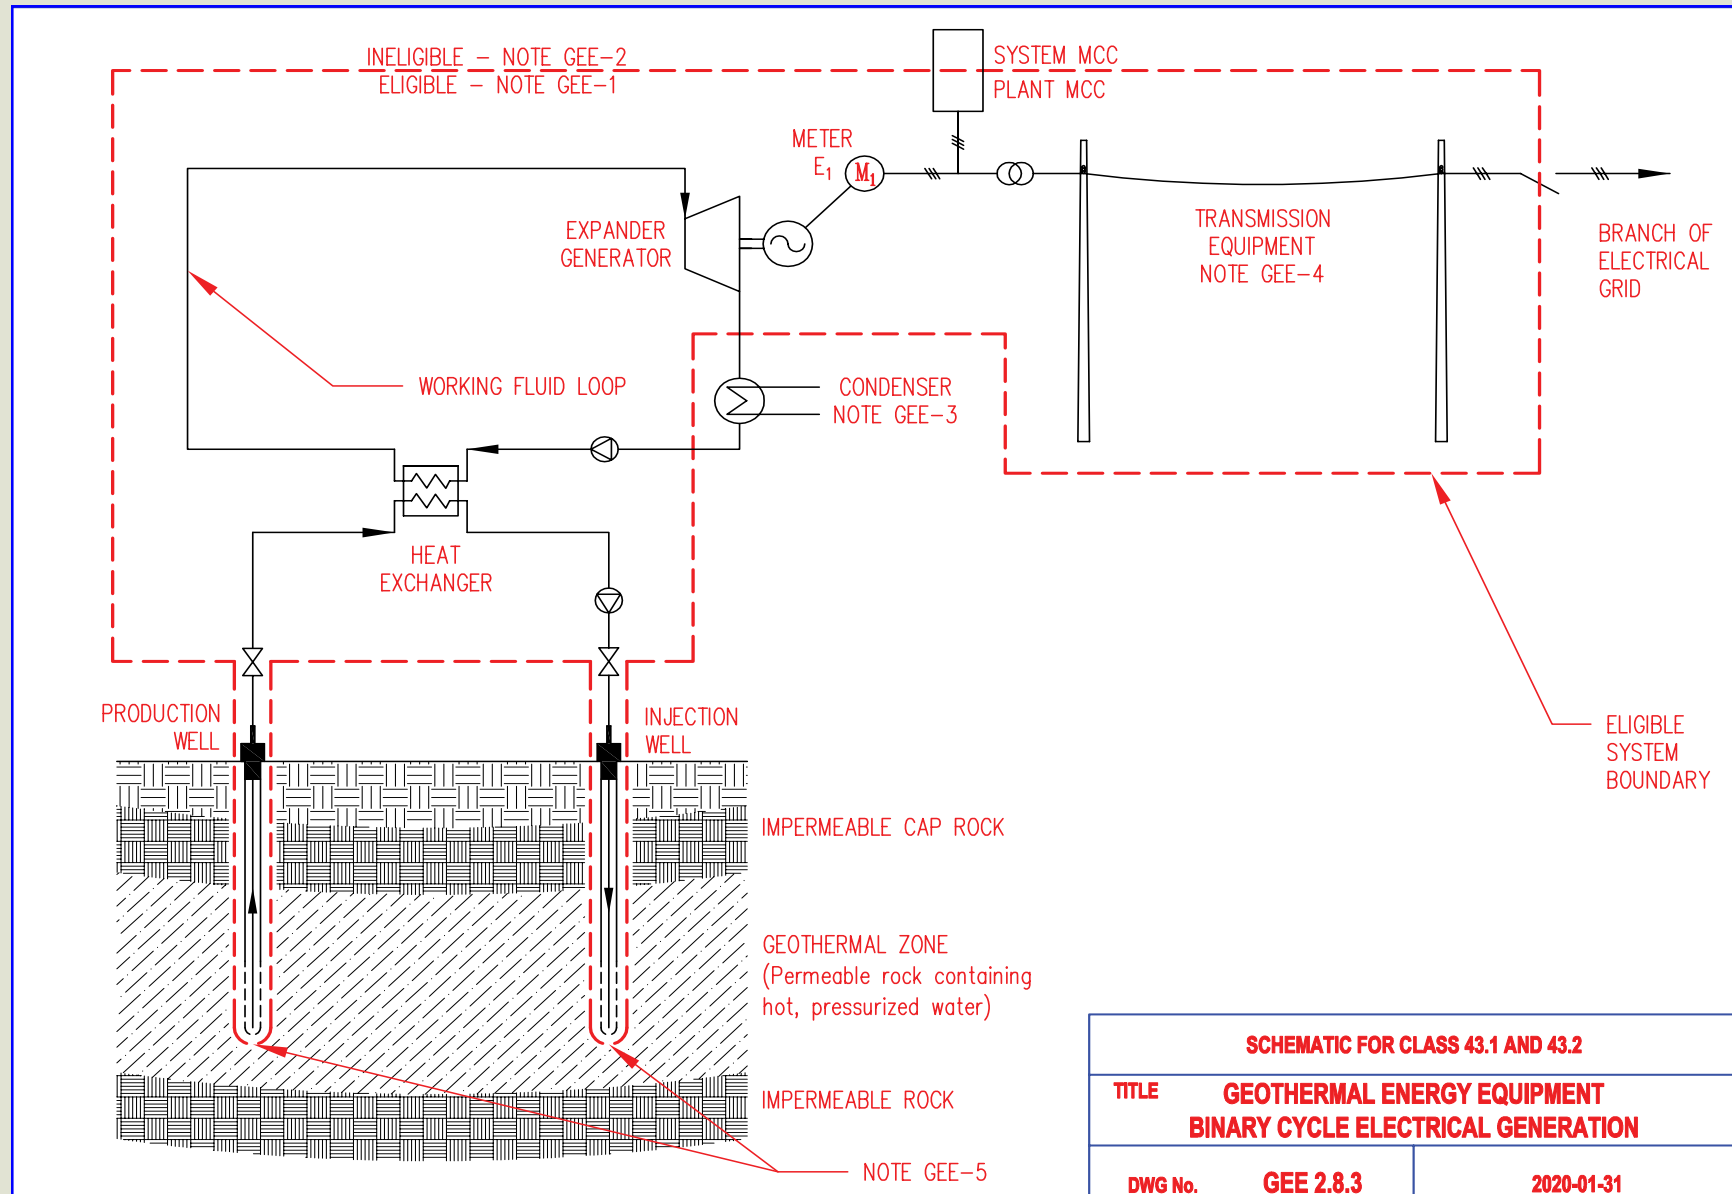 INELIGIBLE - NOTE GEE-2
ELIGIBLE - NOTE GEE-1
SYSTEM MCC
PLANT MCC
METER
E1
M1
EXPANDER
GENERATOR
TRANSMISSION
EQUIPMENT
NOTE GEE-4
BRANCH OF
ELECTRICAL
GRID
WORKING FLUID LOOP
CONDENSER
NOTE GEE-3
HEAT
EXCHANGER
PRODUCTION
WELL
INJECTION
WELL
ELIGIBLE
SYSTEM
BOUNDARY
IMPERMEABLE CAP ROCK
GEOTHERMAL ZONE
(Permeable rock containing
hot, pressurized water)
IMPERMEABLE ROCK
NOTE GEE-5
SCHEMATIC FOR CLASS 43.1 AND 43.2
TITLE GEOTHERMAL ENERGY EQUIPMENT
BINARY CYCLE ELECTRICAL GENERATION
DWG No. GEE 2.8.3 2020-01-31